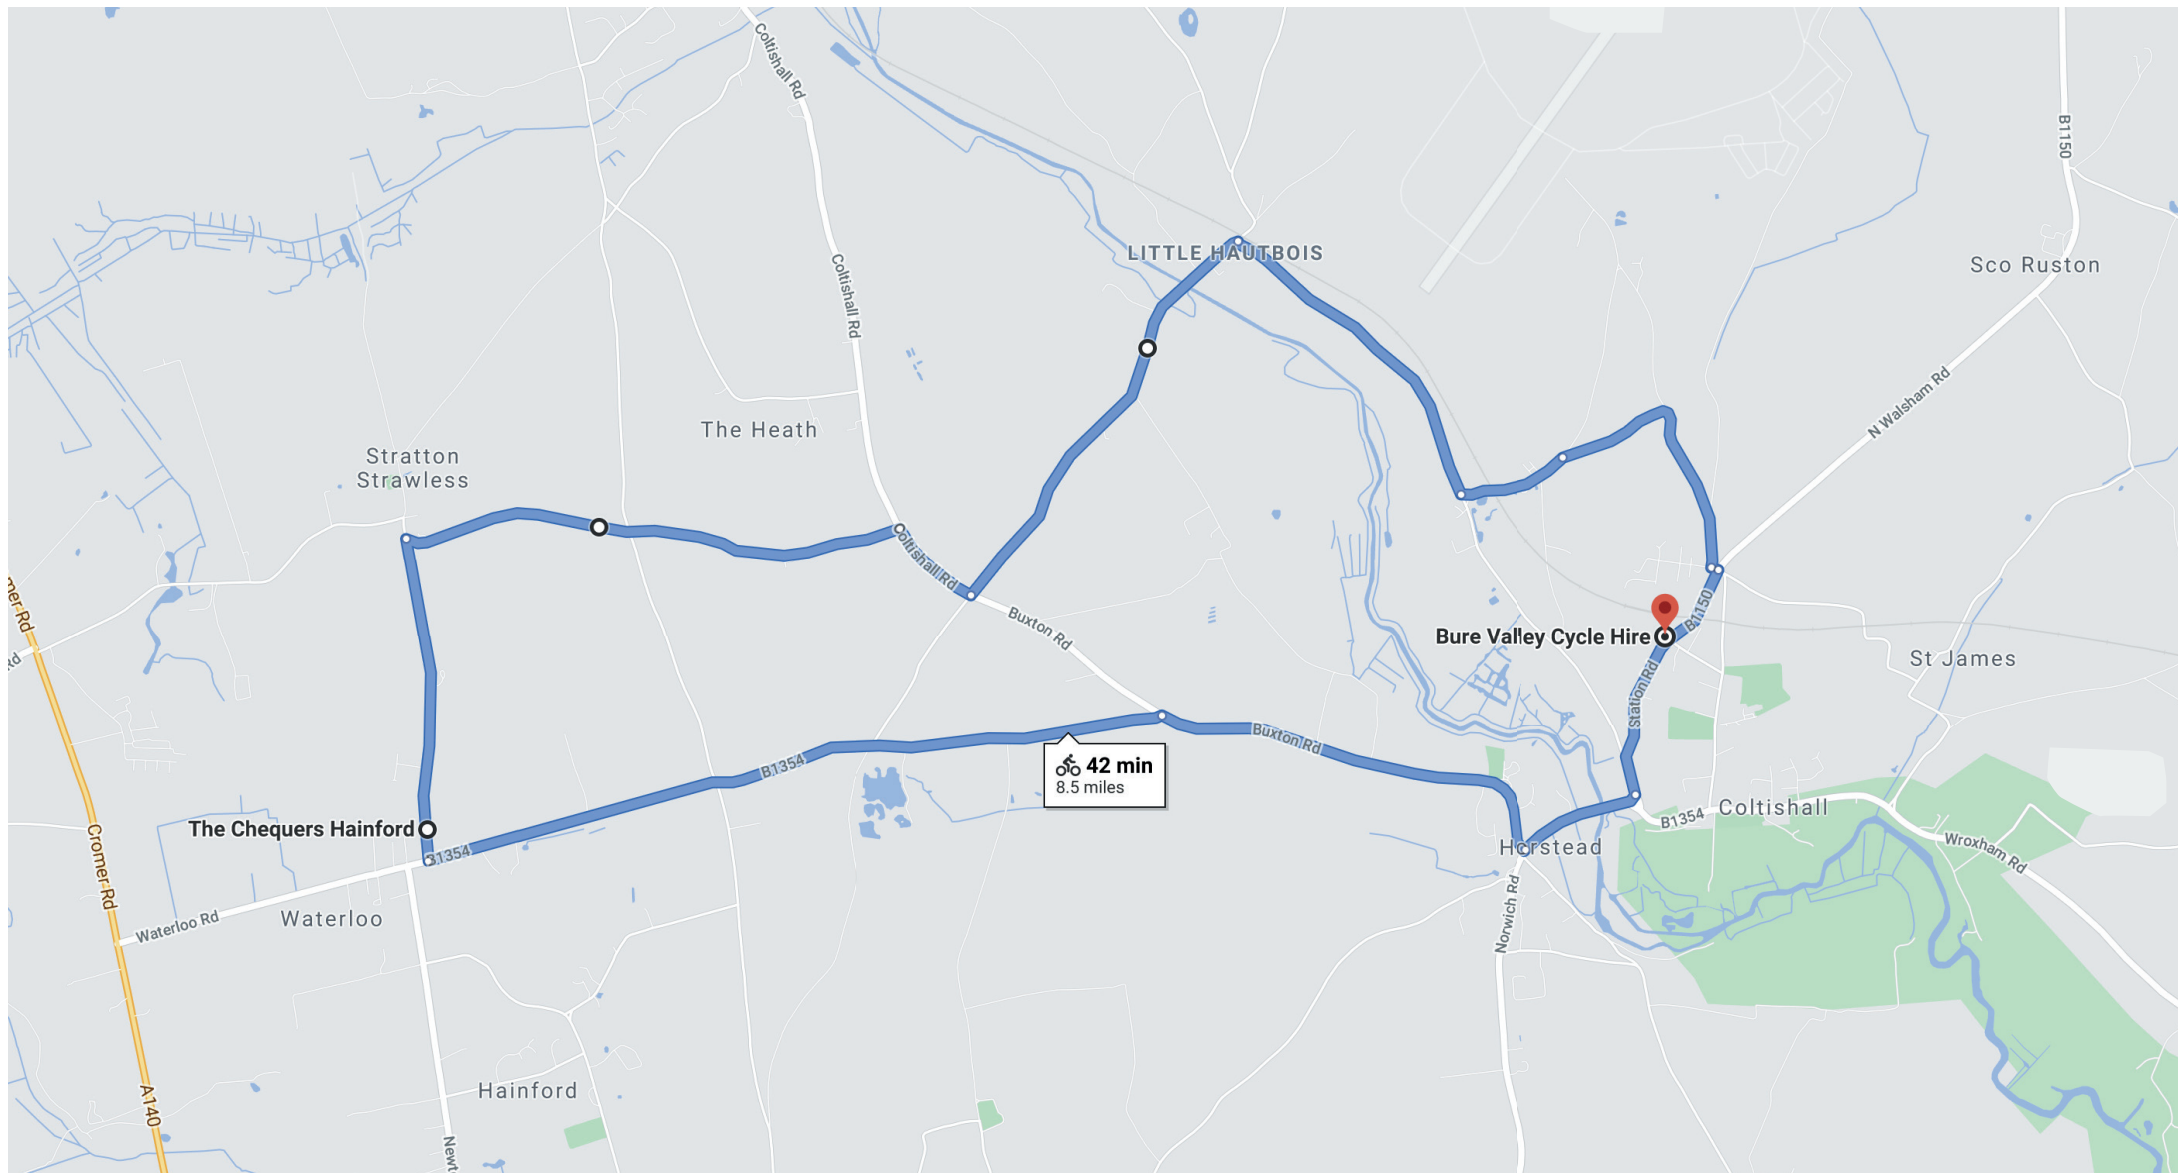 Coltishall Rd
B1150
Coltishall Rd
LITTLE HAUTBOIS
Sco Ruston
N Walsham Rd
The Heath
Stratton
Strawless
Coltishall Rd
mer Rd
Rd
Buxton Rd
B1150
Bure Valley Cycle Hire
St James
Station Rd
Buxton Rd
B1354
42 min
8.5 miles
The Chequers Hainford
B1354
Coltishall
B1354
Horstead
Wroxham Rd
Cromer Rd
Waterloo Rd
Waterloo
Norwich Rd
Hainford
A140
Newt